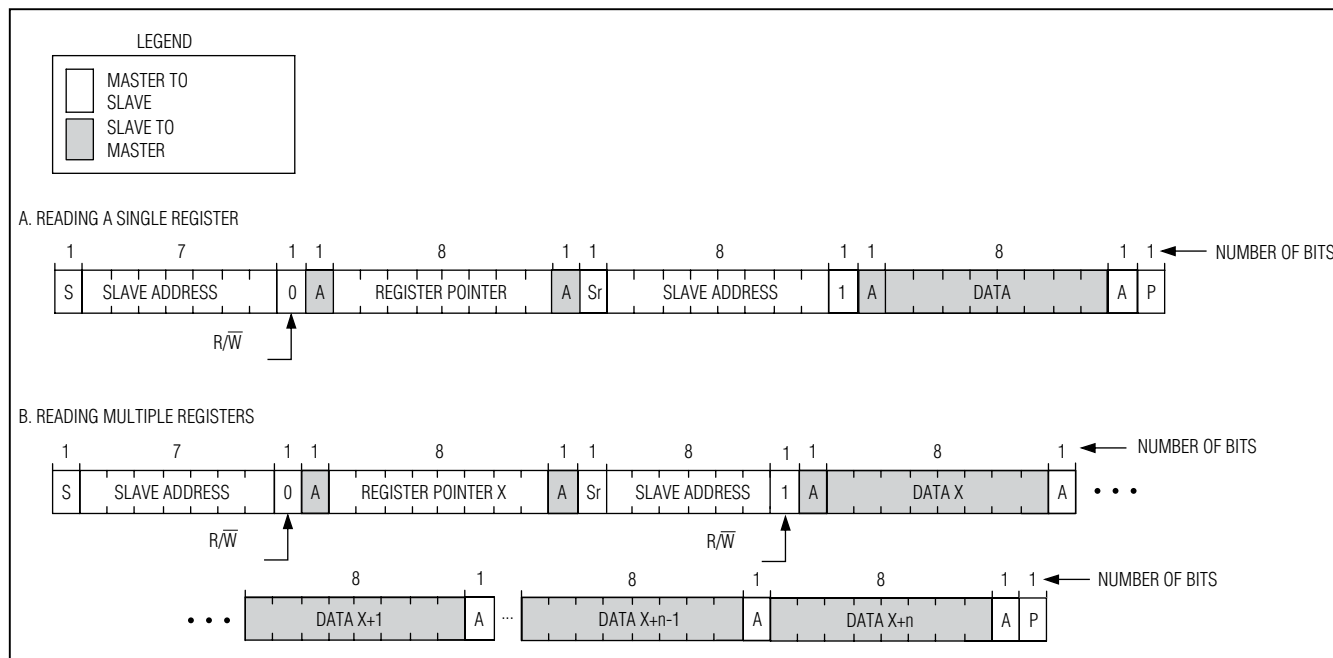 LEGEND
MASTER TO
SLAVE
SLAVE TO
MASTER
A. READING A SINGLE REGISTER
1 7 1 1 8 1 1 8 1 1 8 1 1 NUMBER OF BITS
S SLAVE ADDRESS 0 A REGISTER POINTER A Sr SLAVE ADDRESS 1 A DATA A P
R/W̅
B. READING MULTIPLE REGISTERS
1 7 1 1 8 1 1 8 1 1 8 1 NUMBER OF BITS
S SLAVE ADDRESS 0 A REGISTER POINTER X A Sr SLAVE ADDRESS 1 A DATA X A • • •
R/W̅ R/W̅
8 1 8 1 8 1 1 NUMBER OF BITS
• • • DATA X+1 A ... DATA X+n-1 A DATA X+n A P